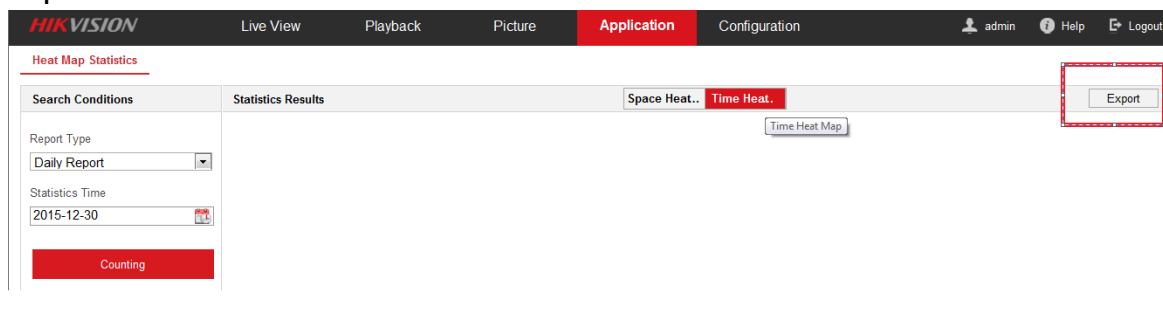 HIKVISION Live View Playback Picture Application Configuration admin Help Logout
Heat Map Statistics
Search Conditions Statistics Results Space Heat.. Time Heat. Export
Time Heat Map
Report Type
Daily Report
Statistics Time
2015-12-30
Counting